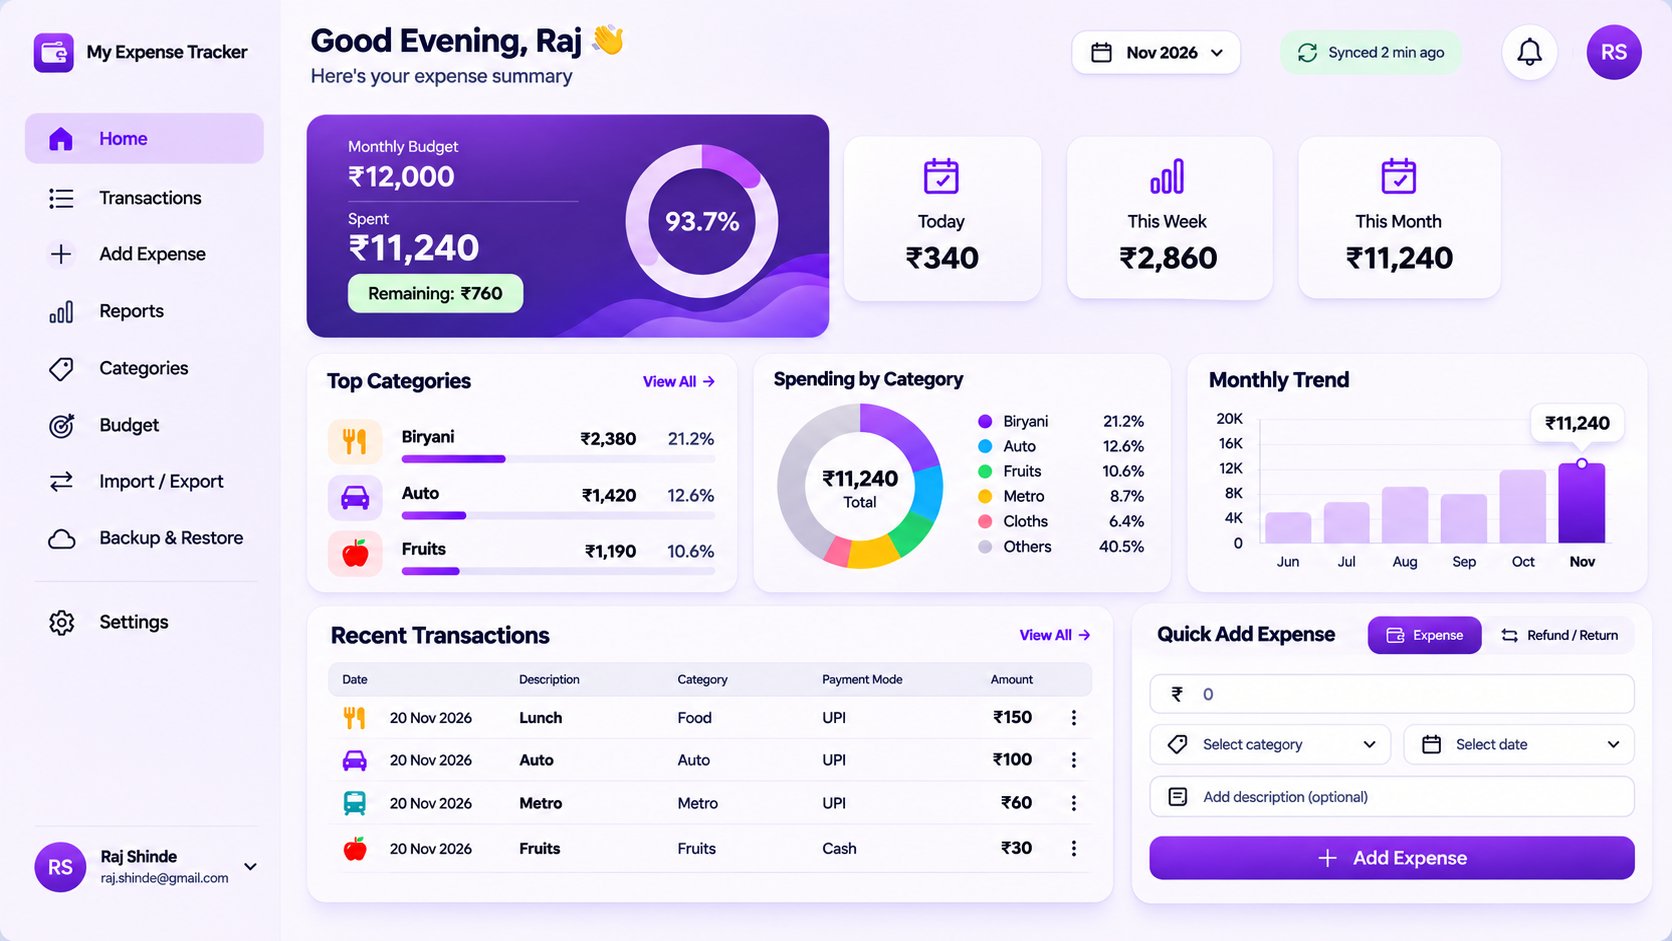 My Expense Tracker
Home
Transactions
Add Expense
Reports
Categories
Budget
Import / Export
Backup & Restore
Settings
RS
Raj Shinde
raj.shinde@gmail.com
Good Evening, Raj 👋
Here's your expense summary
Nov 2026
Synced 2 min ago
RS
Monthly Budget
₹12,000
Spent
₹11,240
Remaining: ₹760
93.7%
Today
₹340
This Week
₹2,860
This Month
₹11,240
Top Categories
View All →
Biryani ₹2,380 21.2%
Auto ₹1,420 12.6%
Fruits ₹1,190 10.6%
Spending by Category
₹11,240
Total
Biryani 21.2%
Auto 12.6%
Fruits 10.6%
Metro 8.7%
Cloths 6.4%
Others 40.5%
Monthly Trend
₹11,240
20K
16K
12K
8K
4K
0
Jun Jul Aug Sep Oct Nov
Recent Transactions
View All →
Date Description Category Payment Mode Amount
20 Nov 2026 Lunch Food UPI ₹150
20 Nov 2026 Auto Auto UPI ₹100
20 Nov 2026 Metro Metro UPI ₹60
20 Nov 2026 Fruits Fruits Cash ₹30
Quick Add Expense
Expense
Refund / Return
₹ 0
Select category
Select date
Add description (optional)
+ Add Expense